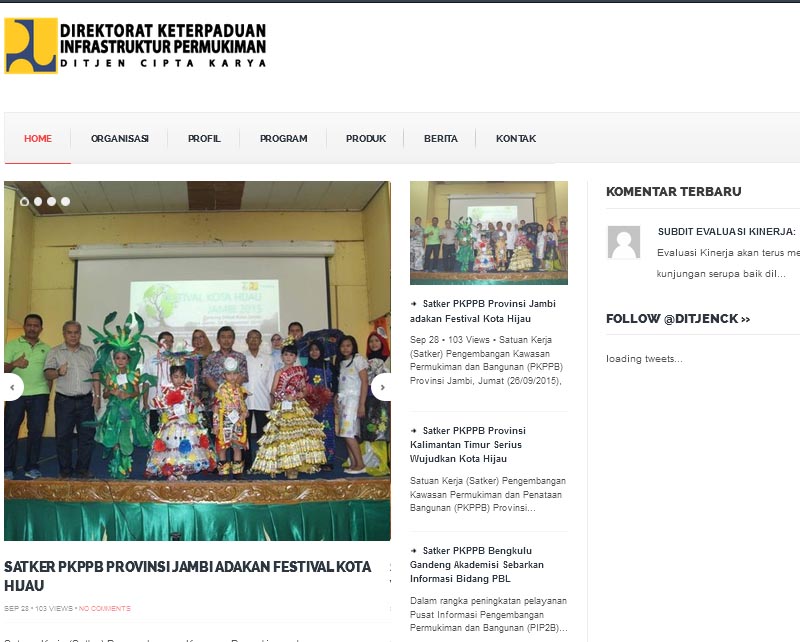 DIREKTORAT KETERPADUAN
INFRASTRUKTUR PERMUKIMAN
DITJEN CIPTA KARYA
HOME
ORGANISASI
PROFIL
PROGRAM
PRODUK
BERITA
KONTAK
FESTIVAL KOTA HIJAU
JAMBI 2015
SATKER PKPPB PROVINSI JAMBI ADAKAN FESTIVAL KOTA
HIJAU
SEP 28 • 103 VIEWS • NO COMMENTS
Satker PKPPB Provinsi Jambi
adakan Festival Kota Hijau
Sep 28 • 103 Views • Satuan Kerja
(Satker) Pengembangan Kawasan
Permukiman dan Bangunan (PKPPB)
Provinsi Jambi, Jumat (26/09/2015),
Satker PKPPB Provinsi
Kalimantan Timur Serius
Wujudkan Kota Hijau
Satuan Kerja (Satker) Pengembangan
Kawasan Permukiman dan Penataan
Bangunan (PKPPB) Provinsi...
Satker PKPPB Bengkulu
Gandeng Akademisi Sebarkan
Informasi Bidang PBL
Dalam rangka peningkatan pelayanan
Pusat Informasi Pengembangan
Permukiman dan Bangunan (PIP2B)...
KOMENTAR TERBARU
SUBDIT EVALUASI KINERJA:
Evaluasi Kinerja akan terus me
kunjungan serupa baik dil...
FOLLOW @DITJENCK »
loading tweets...